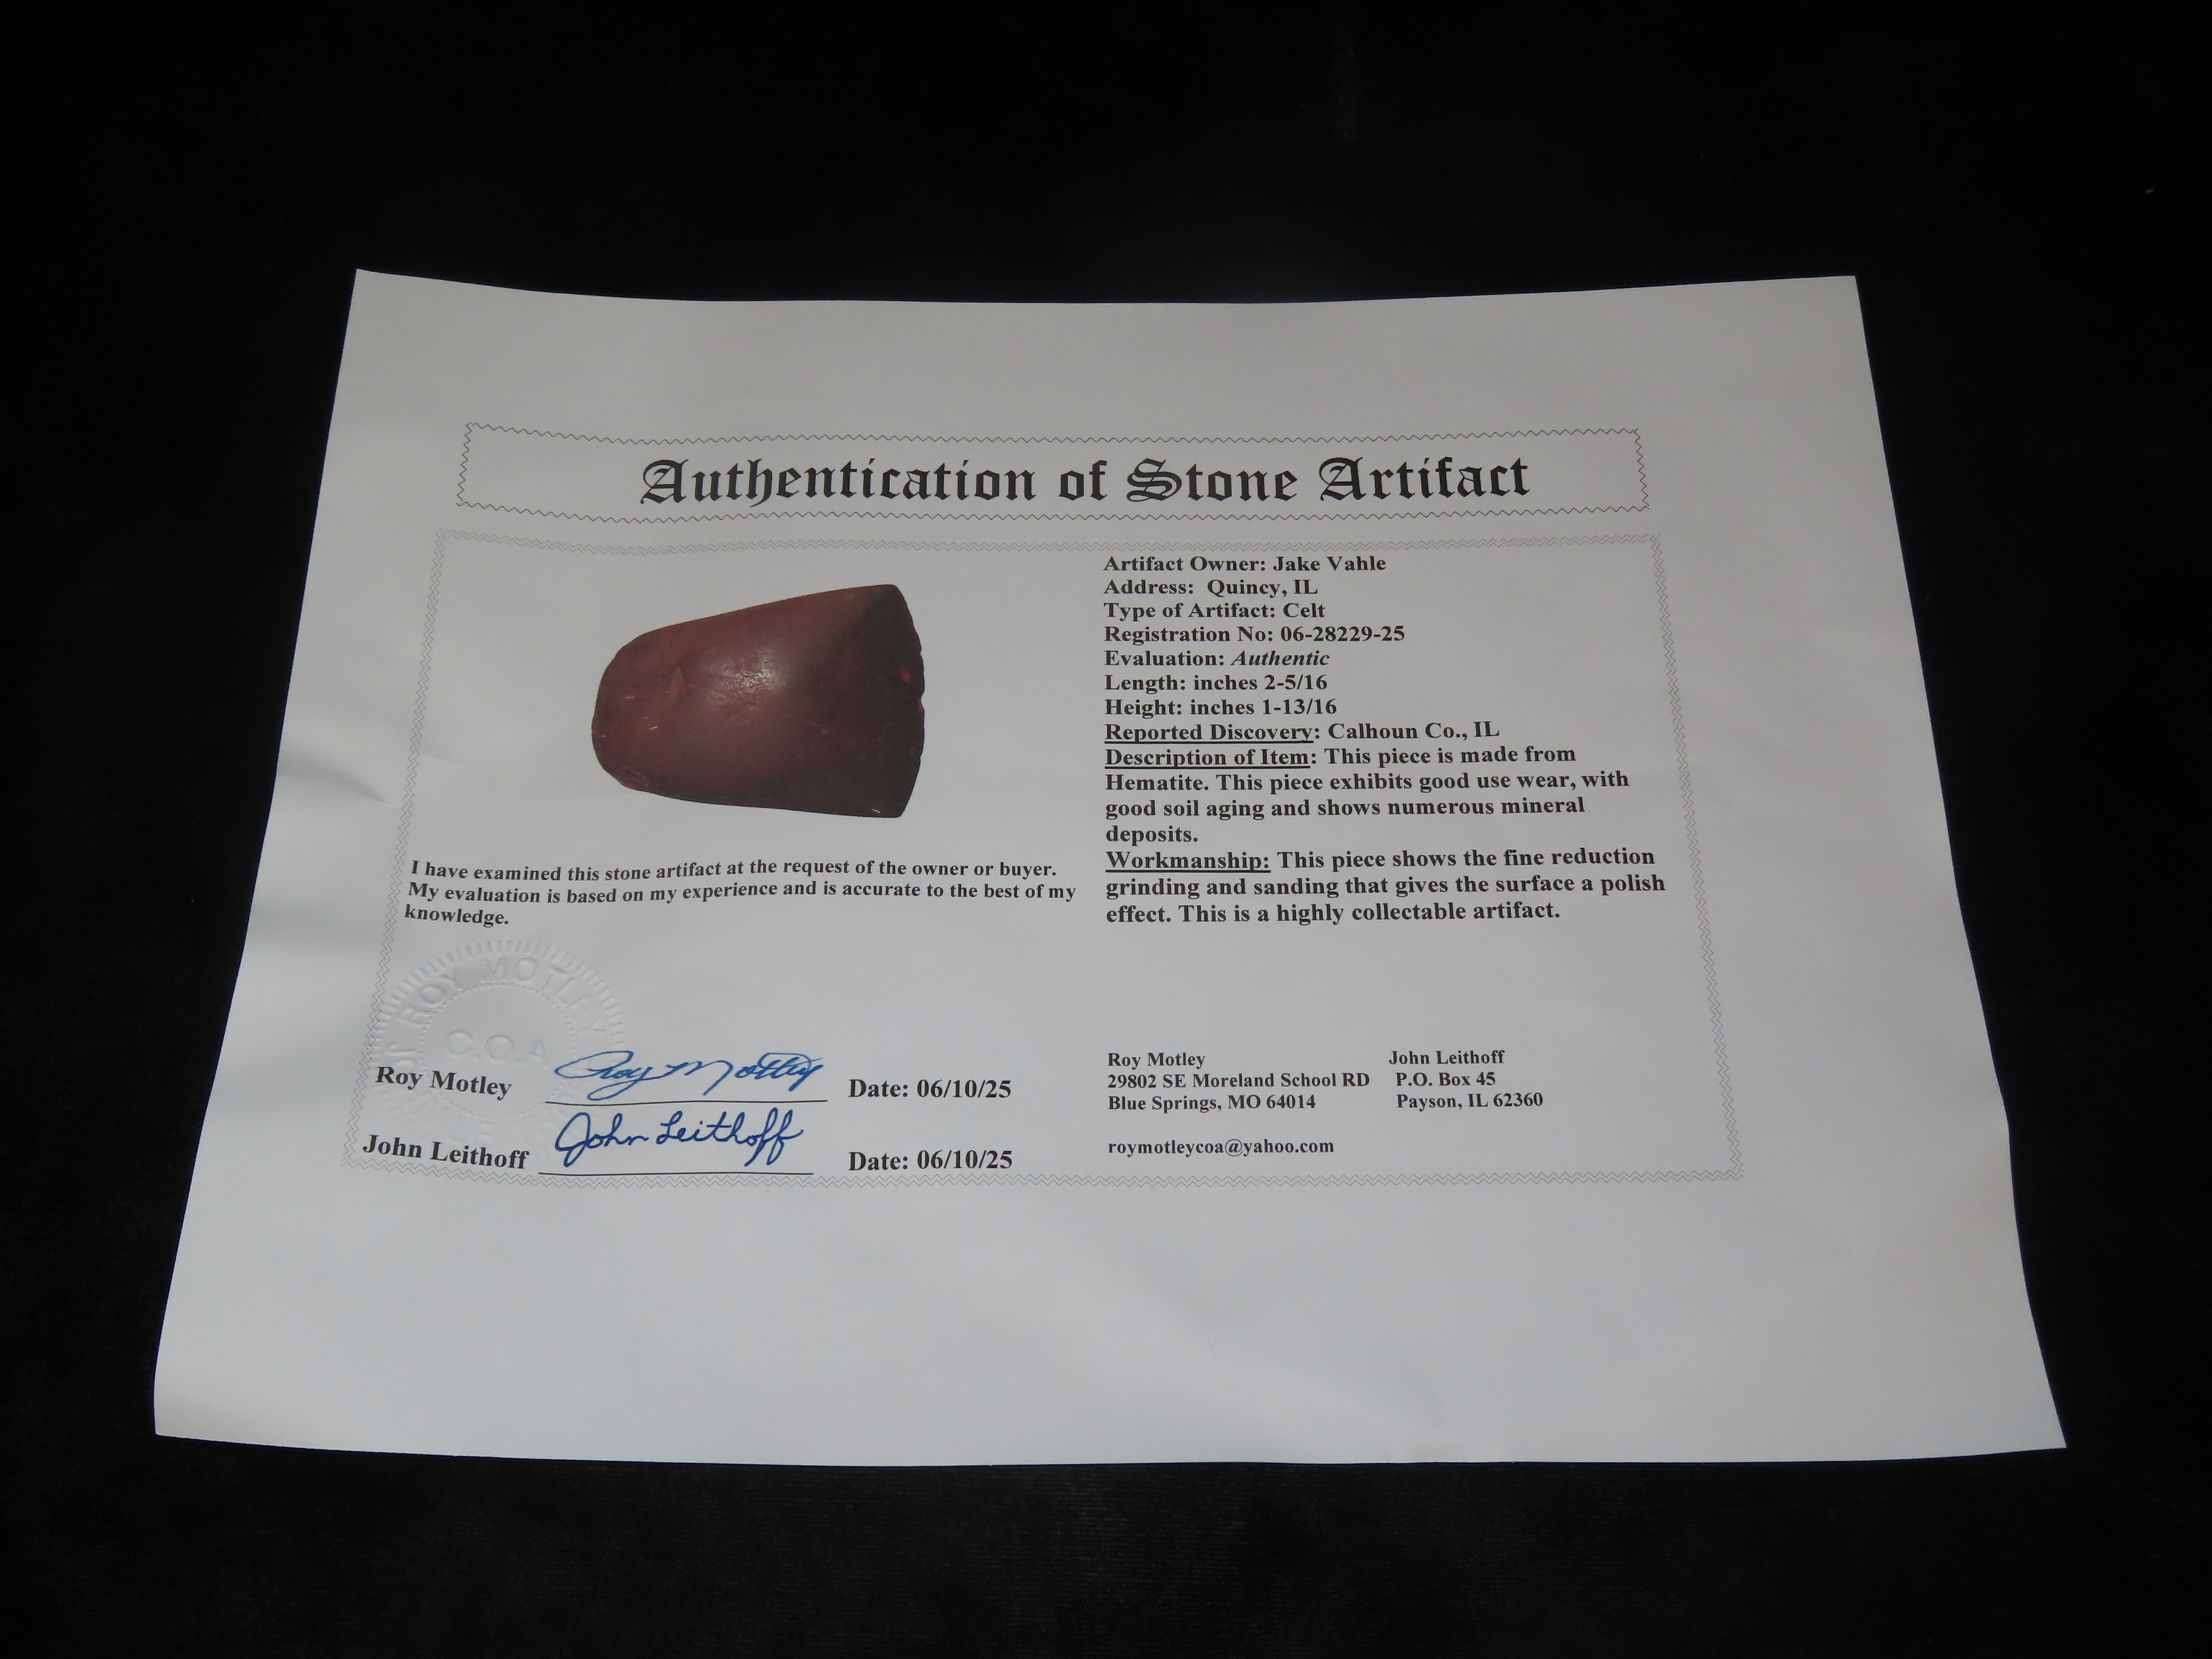 Authentication of Stone Artifact
Artifact Owner: Jake Vahle
Address: Quincy, IL
Type of Artifact: Celt
Registration No: 06-28229-25
Evaluation: Authentic
Length: inches 2-5/16
Height: inches 1-13/16
Reported Discovery: Calhoun Co., IL
Description of Item: This piece is made from
Hematite. This piece exhibits good use wear, with
good soil aging and shows numerous mineral
deposits.
Workmanship: This piece shows the fine reduction
grinding and sanding that gives the surface a polish
effect. This is a highly collectable artifact.
I have examined this stone artifact at the request of the owner or buyer.
My evaluation is based on my experience and is accurate to the best of my
knowledge.
ROY MOTLEY
C.O.A
Roy Motley Roy Motley Date: 06/10/25
John Leithoff John Leithoff Date: 06/10/25
Roy Motley
29802 SE Moreland School RD
Blue Springs, MO 64014
roymotleycoa@yahoo.com
John Leithoff
P.O. Box 45
Payson, IL 62360